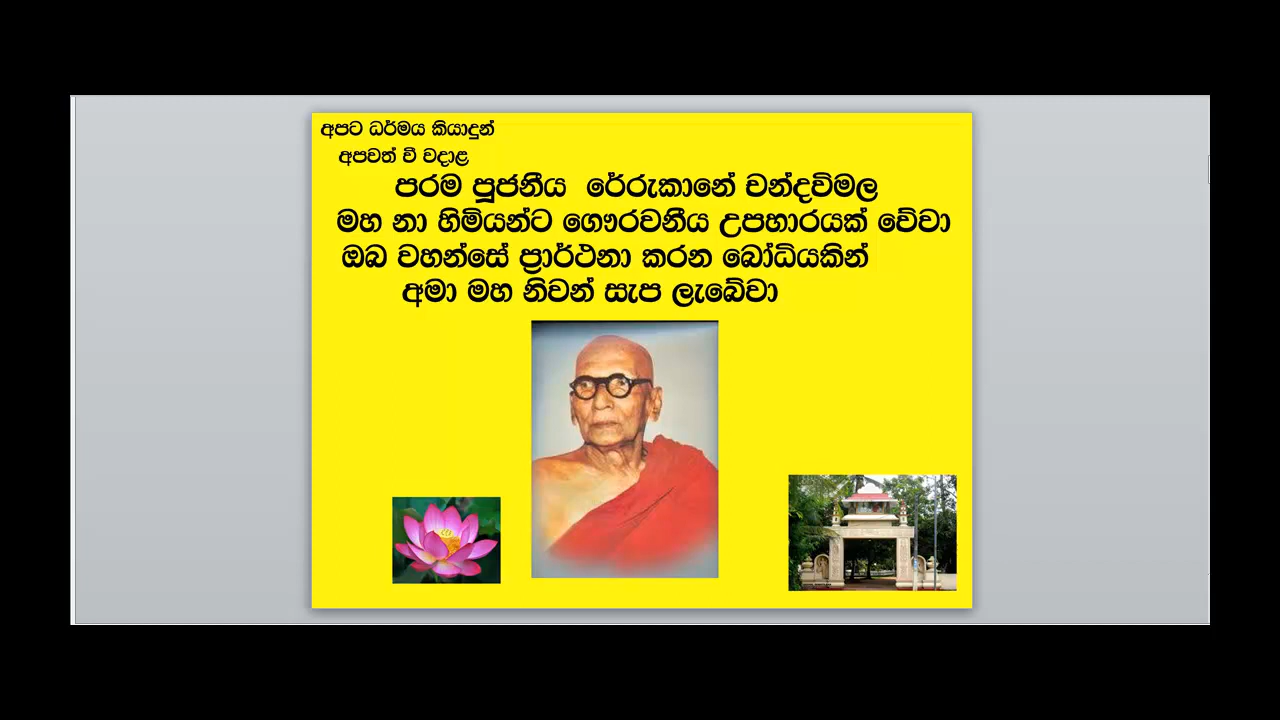 අපට ධර්මය කියාදුන්
අපවත් වී වදාළ
පරම පූජනීය රේරුකානේ චන්දවිමල
මහ නා හිමියන්ට ගෞරවනීය උපහාරයක් වේවා
ඔබ වහන්සේ ප්‍රාර්ථනා කරන බෝධියකින්
අමා මහ නිවන් සැප ලැබේවා